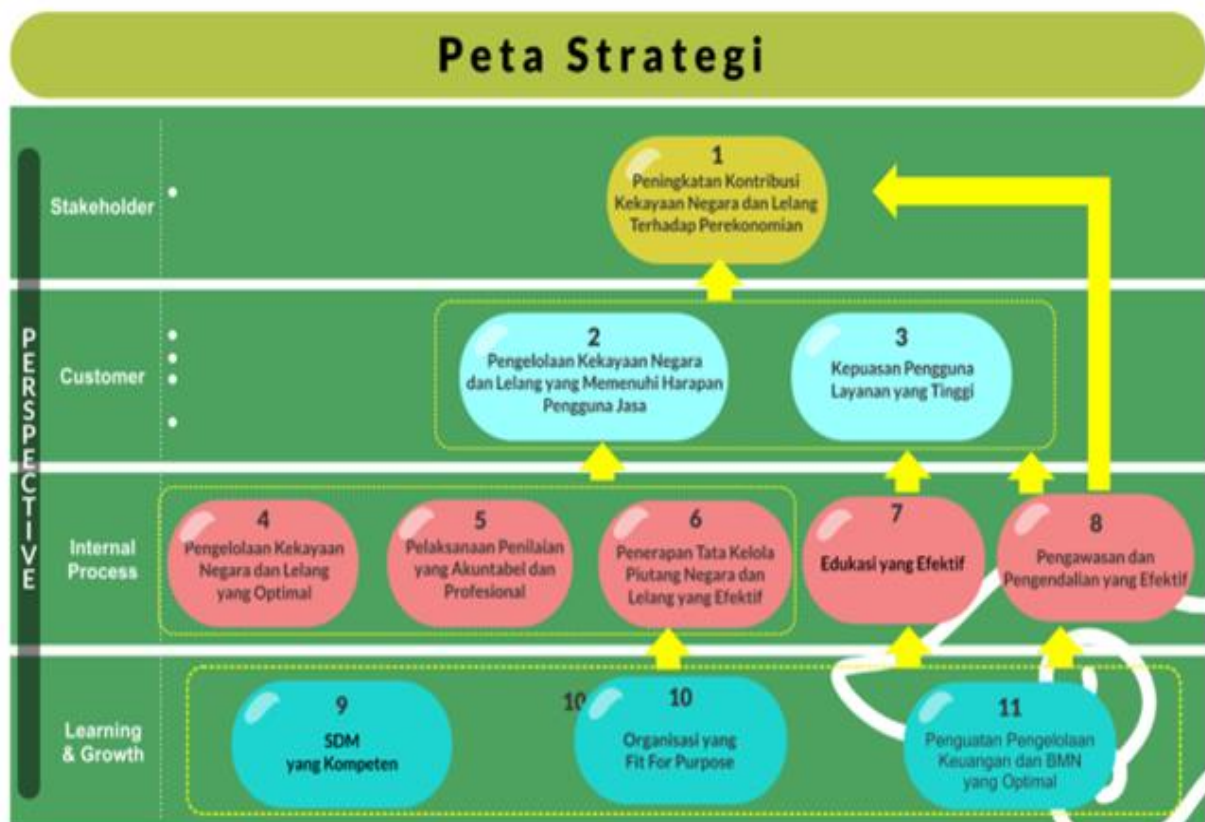 Peta Strategi
PERSPECTIVE
Stakeholder
1
Peningkatan Kontribusi
Kekayaan Negara dan Lelang
Terhadap Perekonomian
Customer
2
Pengelolaan Kekayaan Negara
dan Lelang yang Memenuhi Harapan
Pengguna Jasa
3
Kepuasan Pengguna
Layanan yang Tinggi
Internal
Process
4
Pengelolaan Kekayaan
Negara dan Lelang
yang Optimal
5
Pelaksanaan Penilaian
yang Akuntabel dan
Profesional
6
Penerapan Tata Kelola
Piutang Negara dan
Lelang yang Efektif
7
Edukasi yang Efektif
8
Pengawasan dan
Pengendalian yang Efektif
Learning
& Growth
9
SDM
yang Kompeten
10
10
Organisasi yang
Fit For Purpose
11
Penguatan Pengelolaan
Keuangan dan BMN
yang Optimal